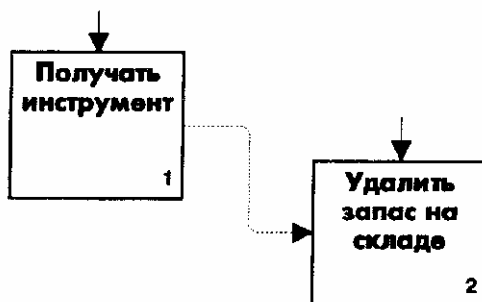 Получать
инструмент
1
Удалить
запас на
складе
2